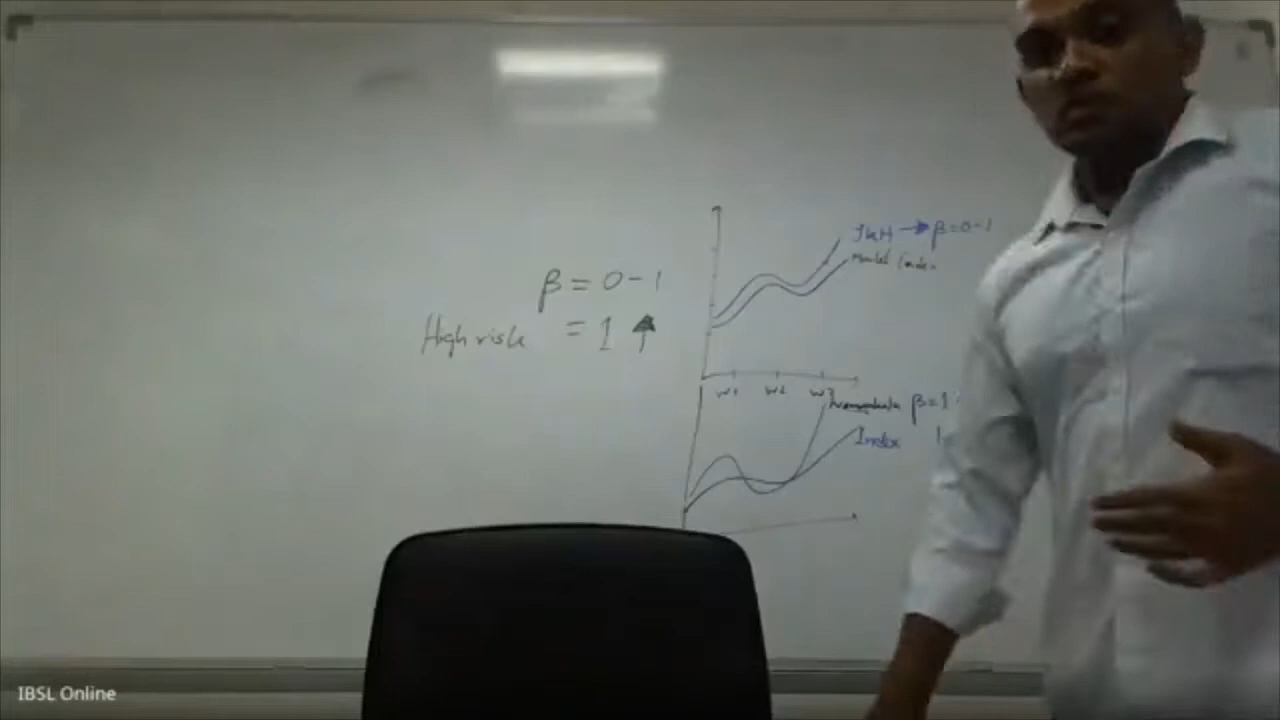 β = 0 - 1
High risk = 1 ↑
JKH → β = 0 - 1
Market Index
W1 W2 W3
β = 1
Index
IBSL Online